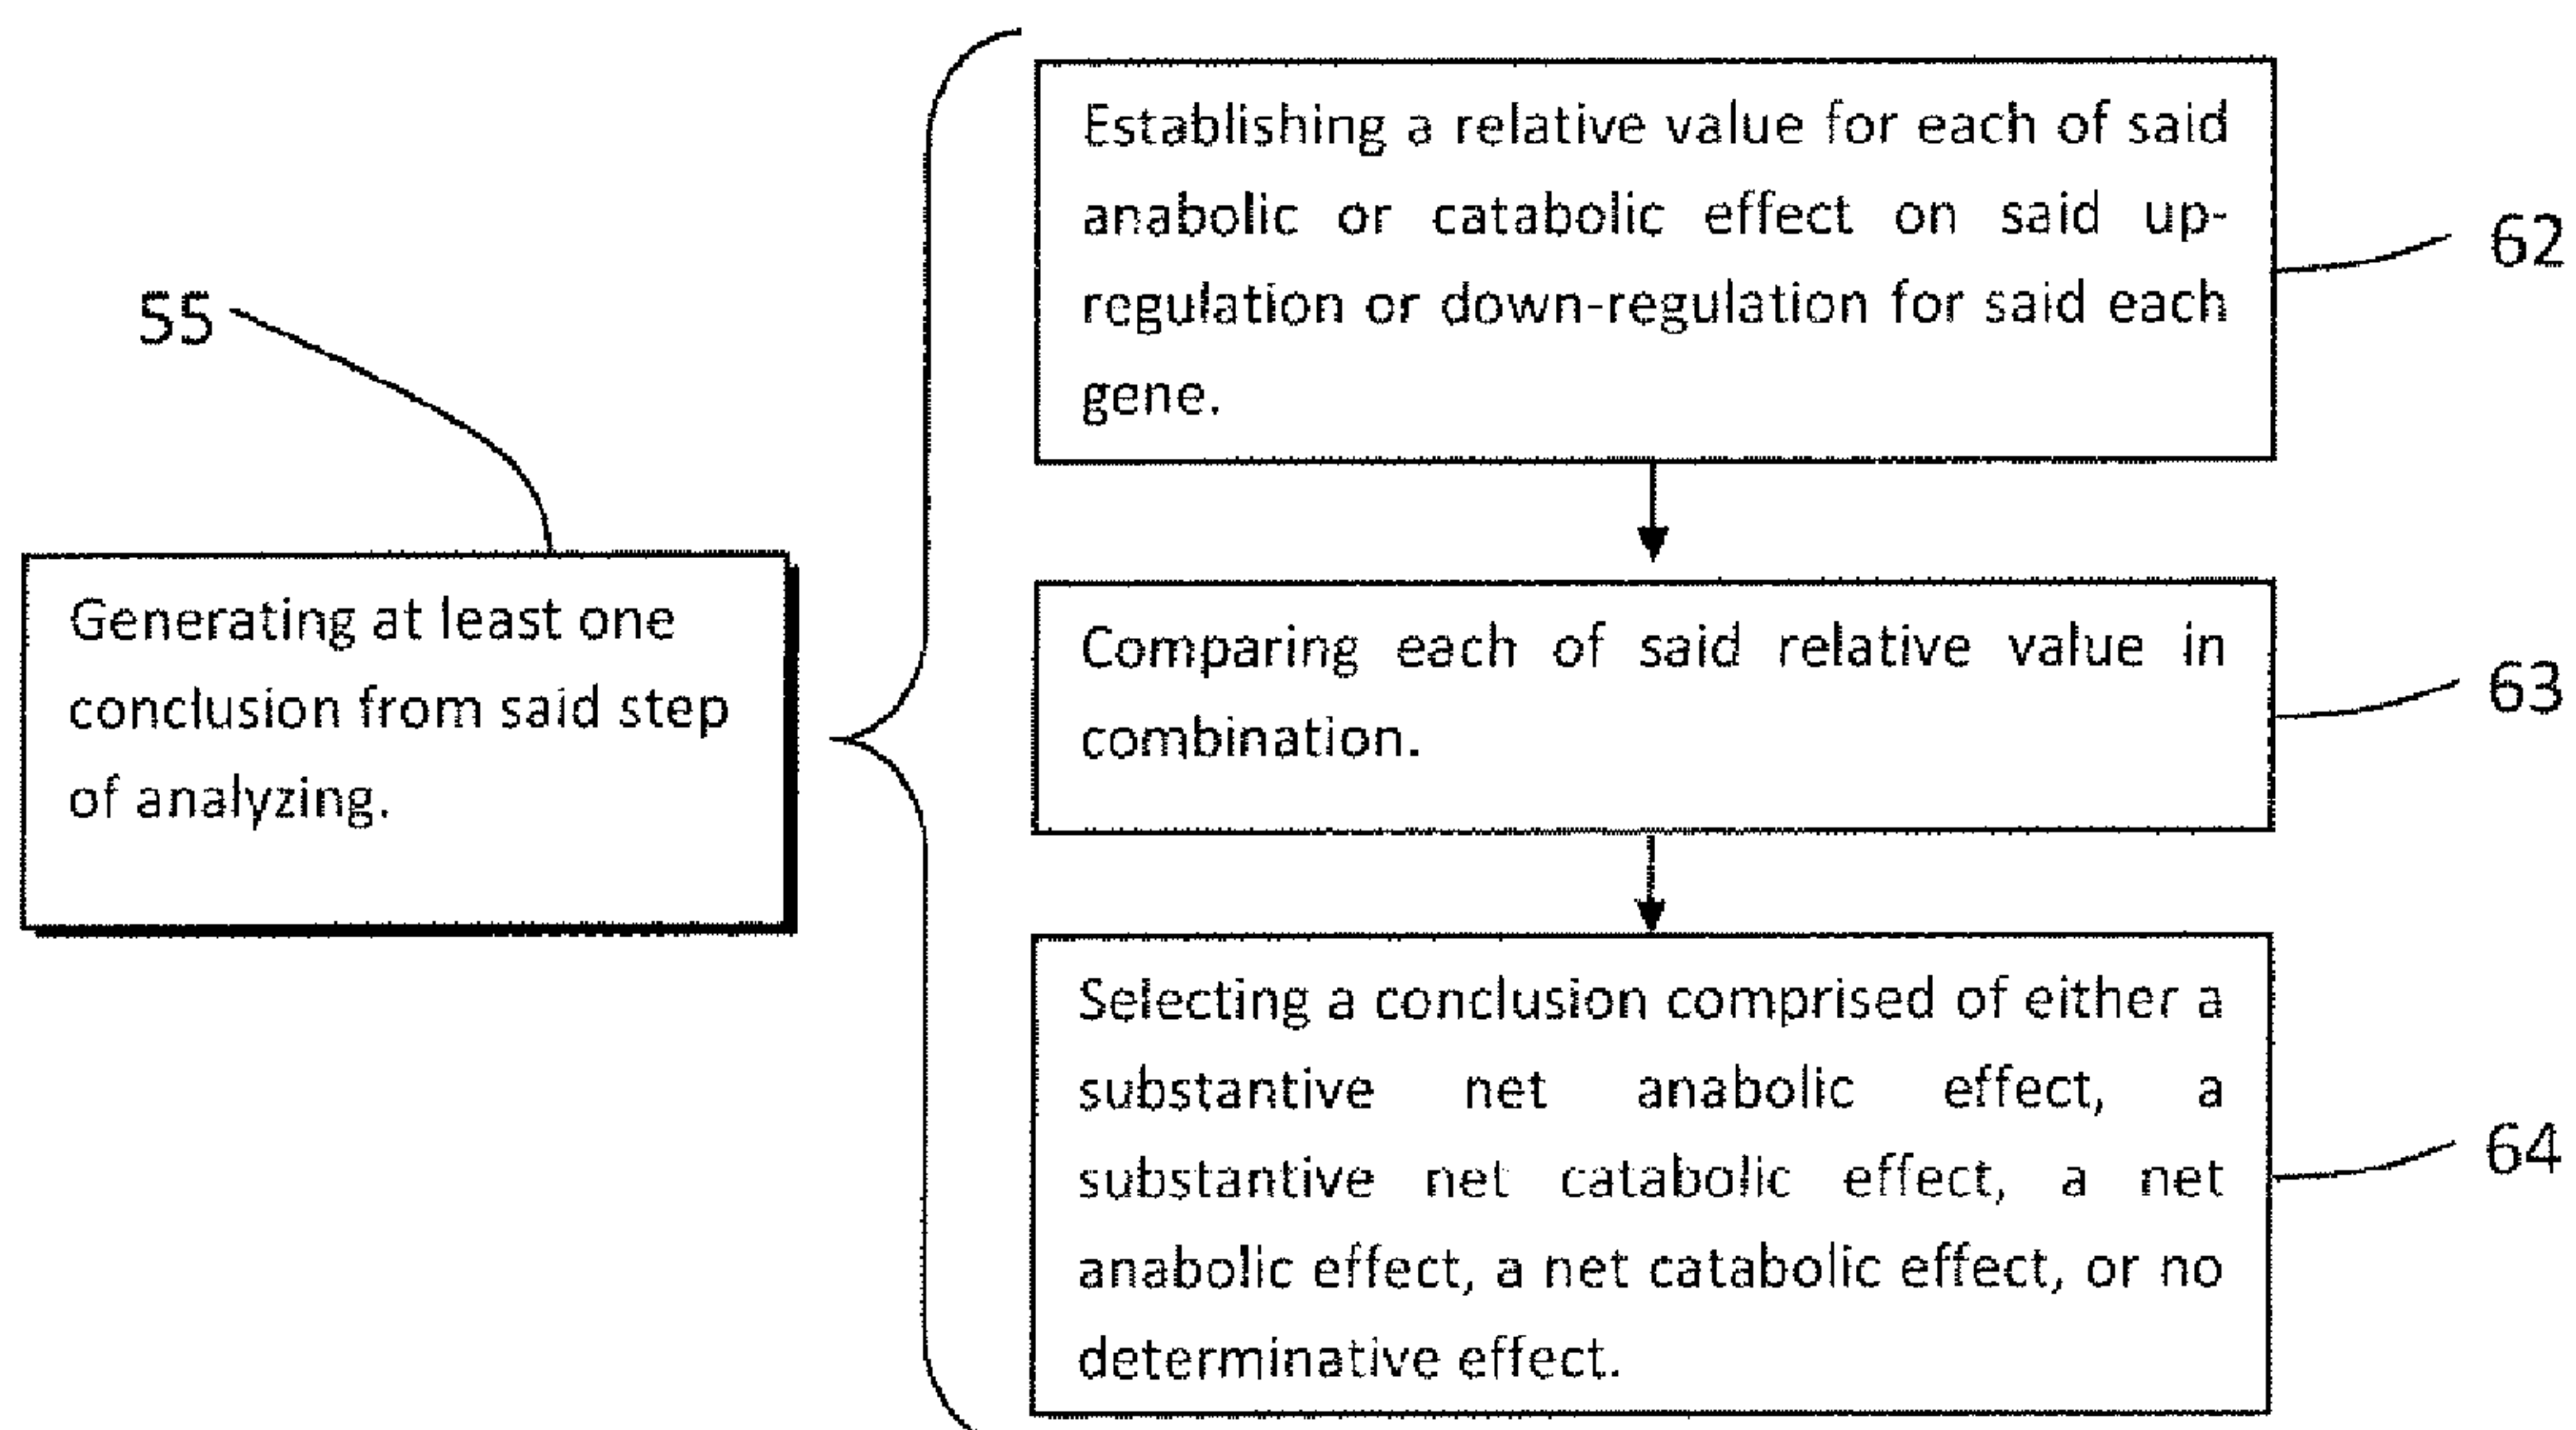 55
Generating at least one
conclusion from said step
of analyzing.
Establishing a relative value for each of said
anabolic or catabolic effect on said up-
regulation or down-regulation for said each
gene.
62
Comparing each of said relative value in
combination.
63
Selecting a conclusion comprised of either a
substantive net anabolic effect, a
substantive net catabolic effect, a net
anabolic effect, a net catabolic effect, or no
determinative effect.
64